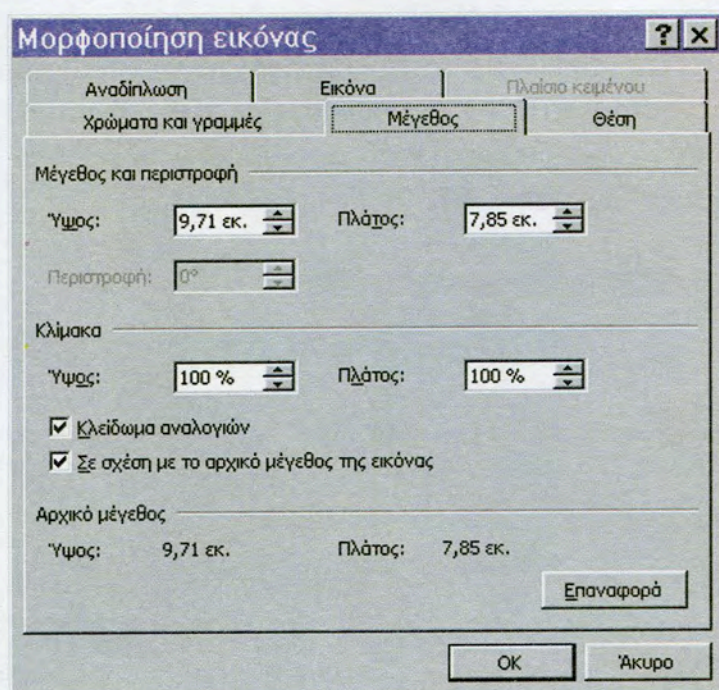 Μορφοποίηση εικόνας
Αναδίπλωση Εικόνα Πλαίσιο κειμένου
Χρώματα και γραμμές Μέγεθος Θέση
Μέγεθος και περιστροφή
Ύψος: 9,71 εκ. Πλάτος: 7,85 εκ.
Περιστροφή: 0°
Κλίμακα
Ύψος: 100 % Πλάτος: 100 %
Κλείδωμα αναλογιών
Σε σχέση με το αρχικό μέγεθος της εικόνας
Αρχικό μέγεθος
Ύψος: 9,71 εκ. Πλάτος: 7,85 εκ.
Επαναφορά
OK Άκυρο